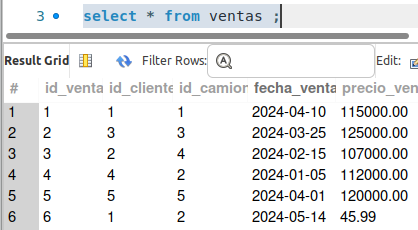 3 select * from ventas ;
Result Grid Filter Rows: Edit:
# id_venta id_cliente id_camion fecha_venta precio_ven
1 1 1 1 2024-04-10 115000.00
2 2 3 3 2024-03-25 125000.00
3 3 2 4 2024-02-15 107000.00
4 4 4 2 2024-01-05 112000.00
5 5 5 5 2024-04-01 120000.00
6 6 1 2 2024-05-14 45.99